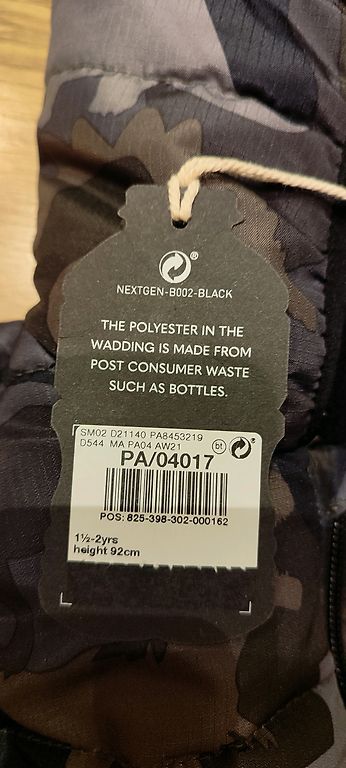 ®
NEXTGEN-B002-BLACK
THE POLYESTER IN THE
WADDING IS MADE FROM
POST CONSUMER WASTE
SUCH AS BOTTLES.
SM02 D21140 PA8453219
D544 MA PA04 AW21
bt
PA/04017
POS: 825-398-302-000162
1½-2yrs
height 92cm